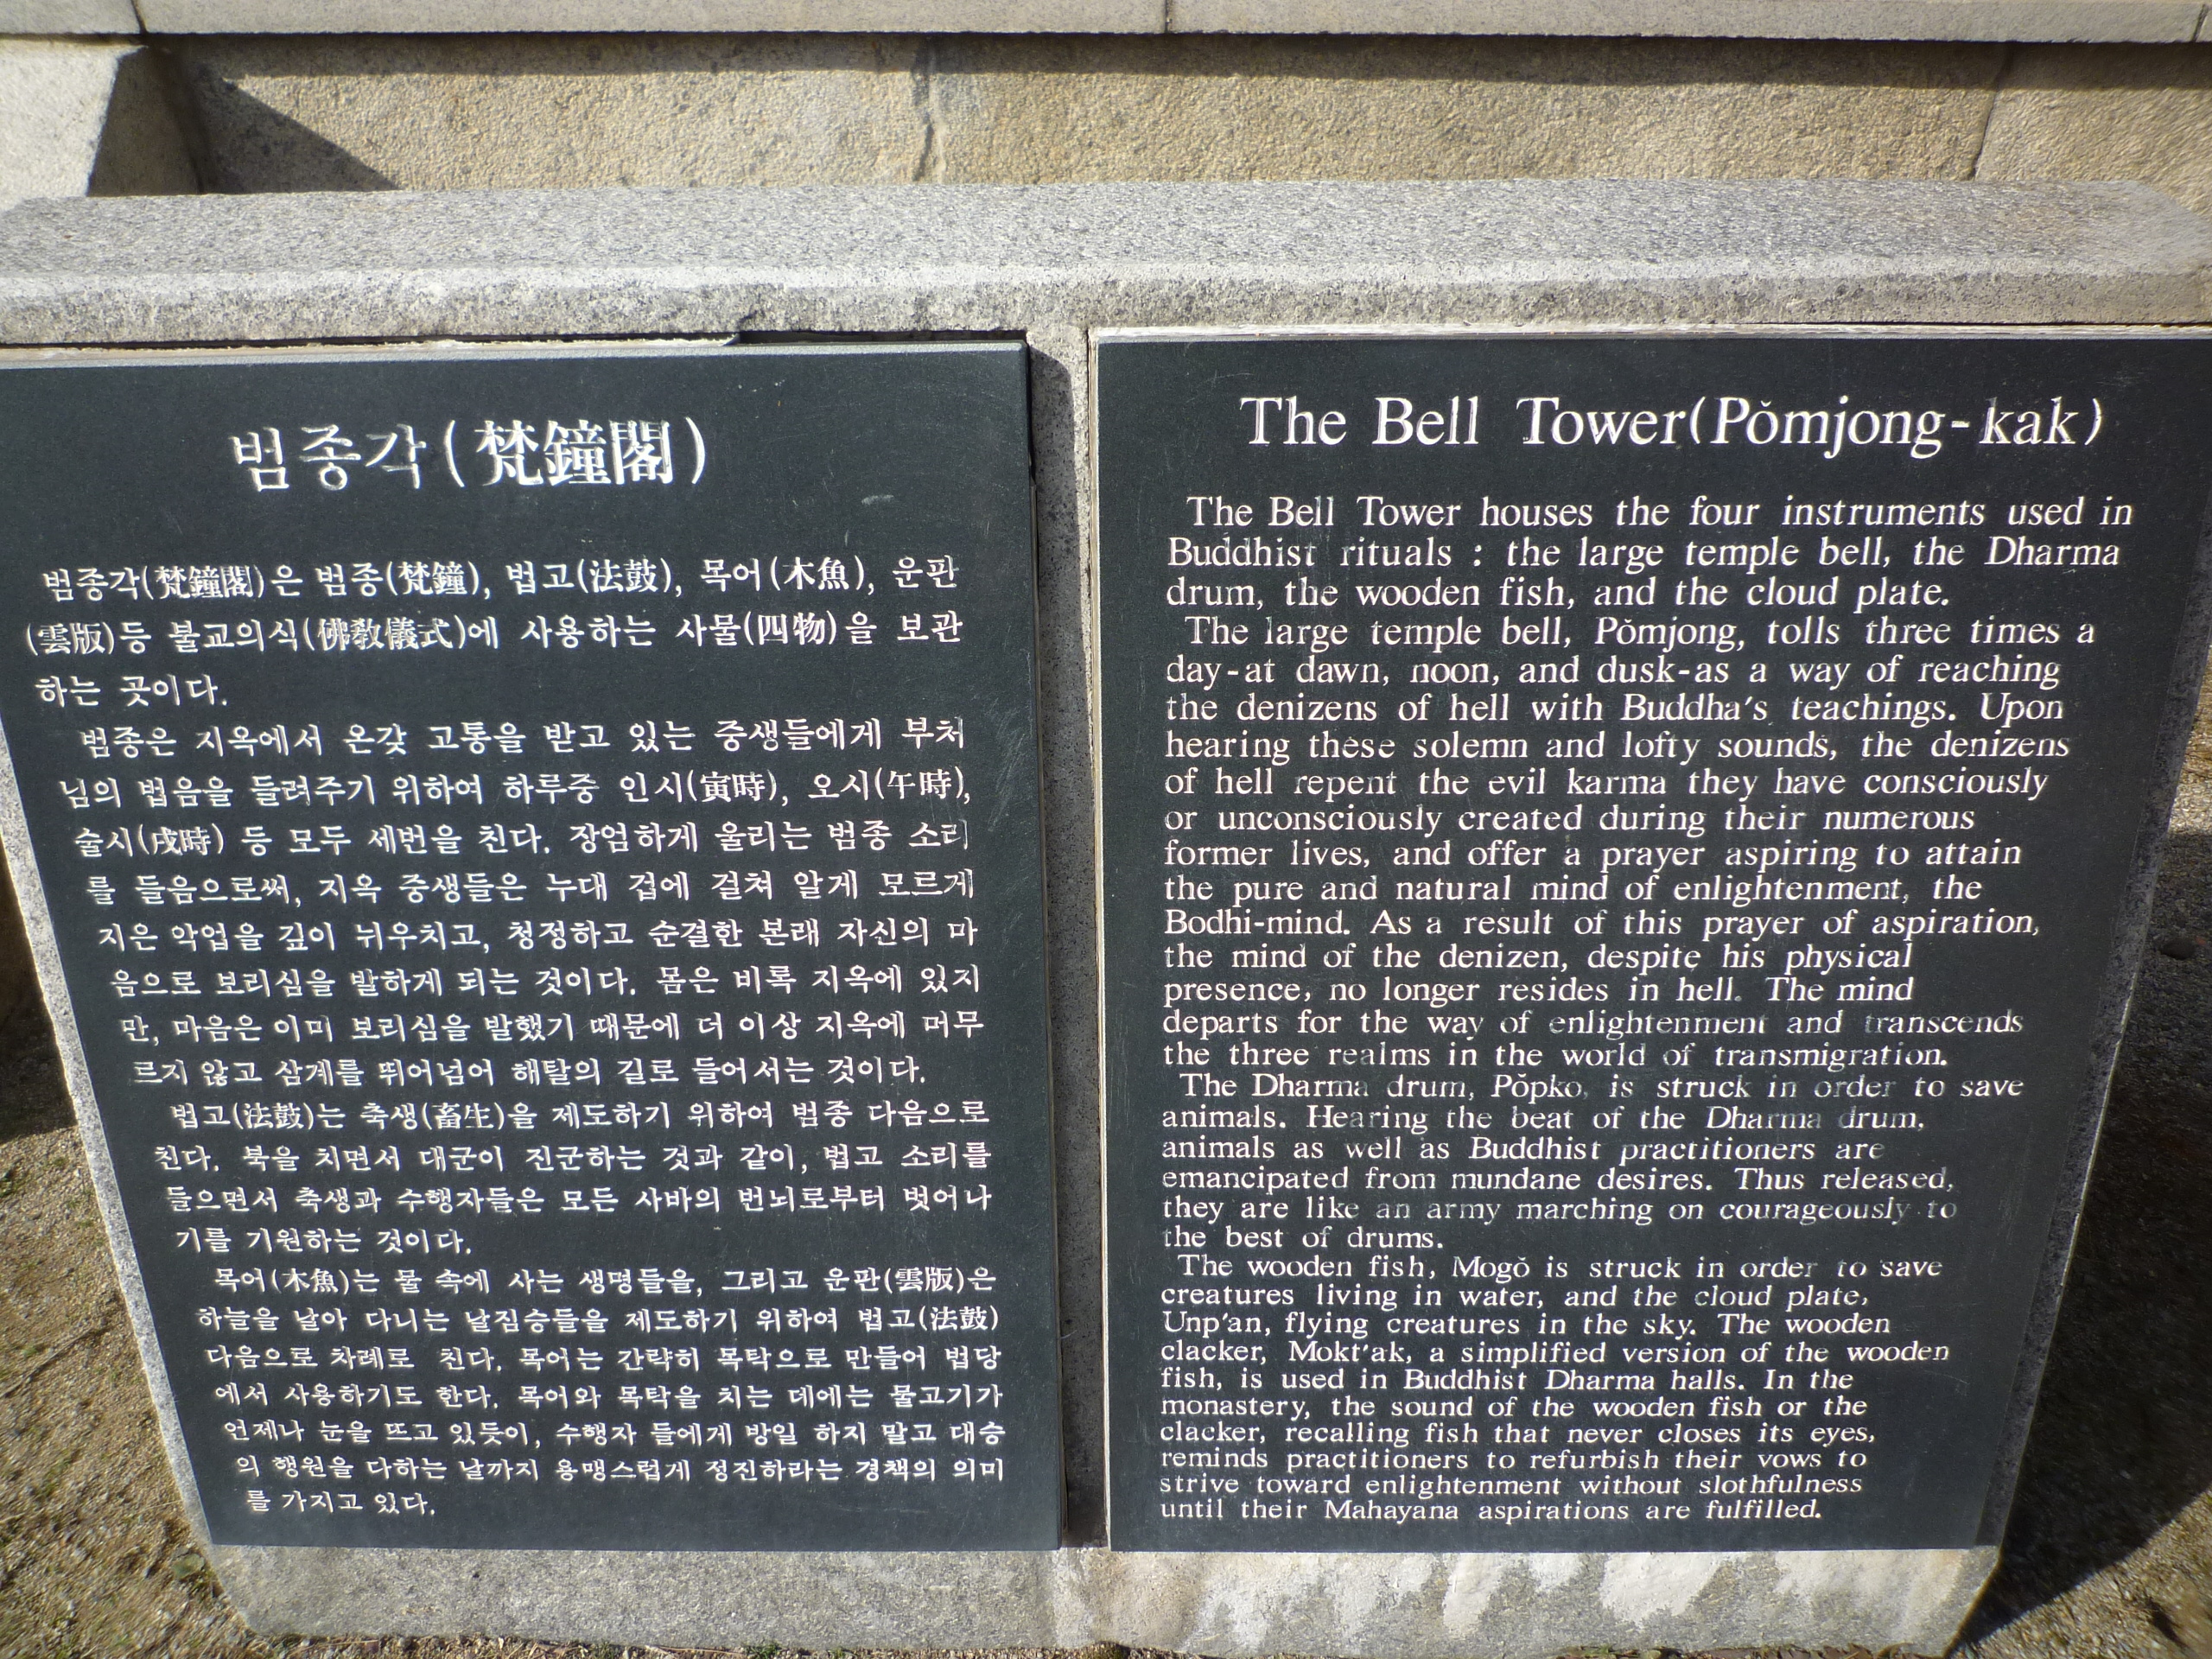 범종각(梵鐘閣)
범종각(梵鐘閣)은 범종(梵鐘), 법고(法鼓), 목어(木魚), 운판
(雲版)등 불교의식(佛敎儀式)에 사용하는 사물(四物)을 보관
하는 곳이다.
범종은 지옥에서 온갖 고통을 받고 있는 중생들에게 부처
님의 법음을 들려주기 위하여 하루중 인시(寅時), 오시(午時),
술시(戌時) 등 모두 세번을 친다. 장엄하게 울리는 범종 소리
를 들음으로써, 지옥 중생들은 누대 겁에 걸쳐 알게 모르게
지은 악업을 깊이 뉘우치고, 청정하고 순결한 본래 자신의 마
음으로 보리심을 발하게 되는 것이다. 몸은 비록 지옥에 있지
만, 마음은 이미 보리심을 발했기 때문에 더 이상 지옥에 머무
르지 않고 삼계를 뛰어넘어 해탈의 길로 들어서는 것이다.
법고(法鼓)는 축생(畜生)을 제도하기 위하여 범종 다음으로
친다. 북을 치면서 대군이 진군하는 것과 같이, 법고 소리를
들으면서 축생과 수행자들은 모든 사바의 번뇌로부터 벗어나
기를 기원하는 것이다.
목어(木魚)는 물 속에 사는 생명들을, 그리고 운판(雲版)은
하늘을 날아 다니는 날짐승들을 제도하기 위하여 법고(法鼓)
다음으로 차례로 친다. 목어는 간략히 목탁으로 만들어 법당
에서 사용하기도 한다. 목어와 목탁을 치는 데에는 물고기가
언제나 눈을 뜨고 있듯이, 수행자 들에게 방일 하지 말고 대승
의 행원을 다하는 날까지 용맹스럽게 정진하라는 경책의 의미
를 가지고 있다.
The Bell Tower(Pŏmjong-kak)
The Bell Tower houses the four instruments used in
Buddhist rituals : the large temple bell, the Dharma
drum, the wooden fish, and the cloud plate.
The large temple bell, Pŏmjong, tolls three times a
day-at dawn, noon, and dusk-as a way of reaching
the denizens of hell with Buddha's teachings. Upon
hearing these solemn and lofty sounds, the denizens
of hell repent the evil karma they have consciously
or unconsciously created during their numerous
former lives, and offer a prayer aspiring to attain
the pure and natural mind of enlightenment, the
Bodhi-mind. As a result of this prayer of aspiration,
the mind of the denizen, despite his physical
presence, no longer resides in hell. The mind
departs for the way of enlightenment and transcends
the three realms in the world of transmigration.
The Dharma drum, Pŏpko, is struck in order to save
animals. Hearing the beat of the Dharma drum,
animals as well as Buddhist practitioners are
emancipated from mundane desires. Thus released,
they are like an army marching on courageously to
the best of drums.
The wooden fish, Mogŏ is struck in order to save
creatures living in water, and the cloud plate,
Unp'an, flying creatures in the sky. The wooden
clacker, Mokt'ak, a simplified version of the wooden
fish, is used in Buddhist Dharma halls. In the
monastery, the sound of the wooden fish or the
clacker, recalling fish that never closes its eyes,
reminds practitioners to refurbish their vows to
strive toward enlightenment without slothfulness
until their Mahayana aspirations are fulfilled.